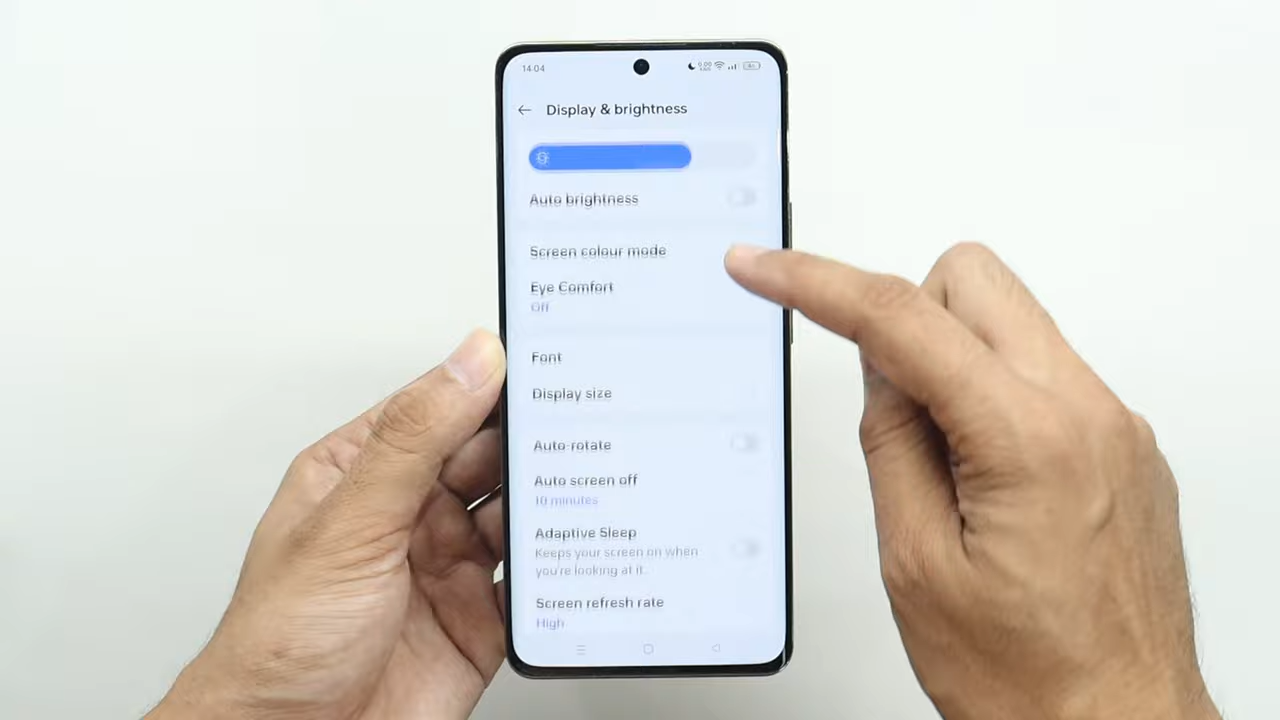 14:04
Display & brightness
Auto brightness
Screen colour mode
Eye Comfort
Off
Font
Display size
Auto-rotate
Auto screen off
10 minutes
Adaptive Sleep
Keeps your screen on when
you're looking at it.
Screen refresh rate
High